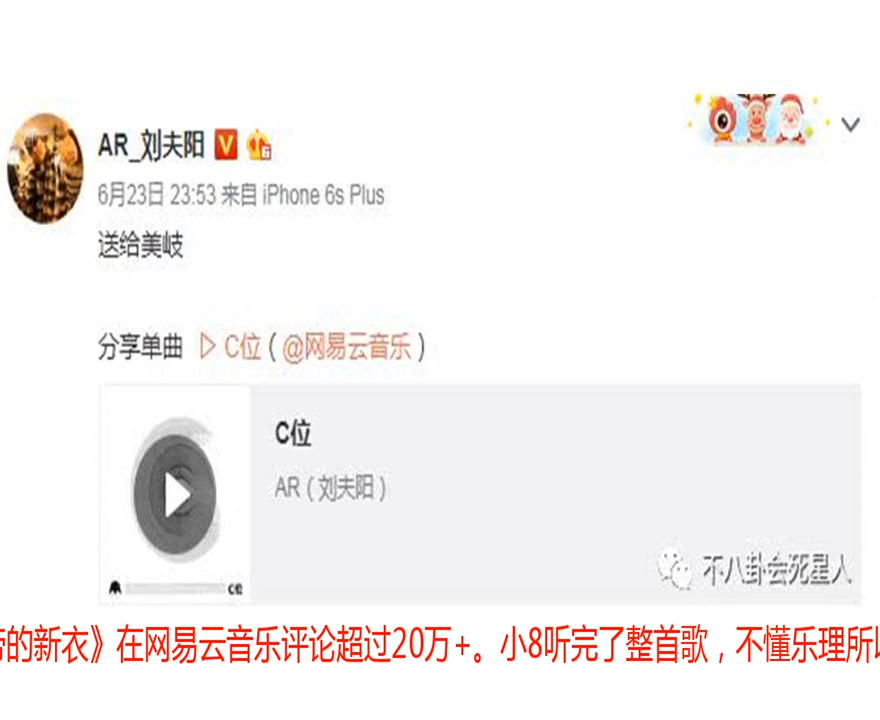 AR_刘夫阳
6月23日 23:53 来自 iPhone 6s Plus
送给美岐
分享单曲 ▷ C位 ( @网易云音乐 )
C位
AR ( 刘夫阳 )
C位
不八卦会死星人
的新衣》在网易云音乐评论超过20万+。小8听完了整首歌，不懂乐理所以